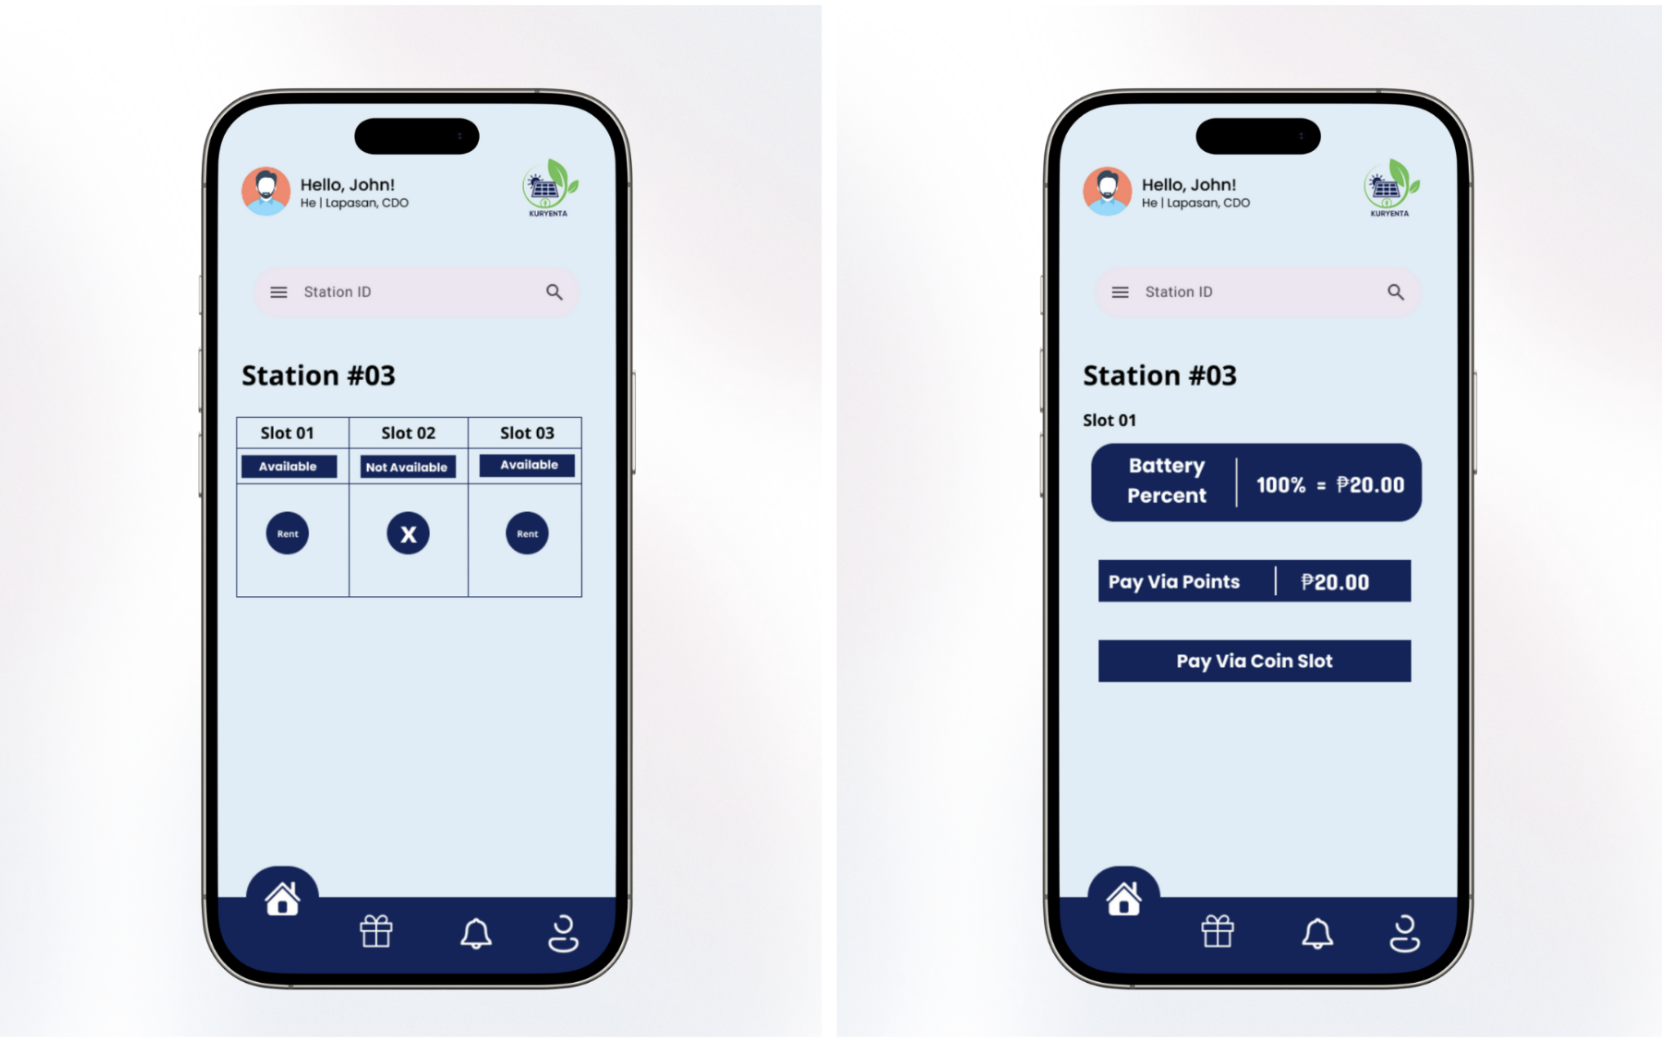 Hello, John!
He | Lapasan, CDO
KURYENTA
Station ID
Station #03
Slot 01 Slot 02 Slot 03
Available Not Available Available
Rent X Rent
Hello, John!
He | Lapasan, CDO
KURYENTA
Station ID
Station #03
Slot 01
Battery
Percent
100% = ₱20.00
Pay Via Points ₱20.00
Pay Via Coin Slot